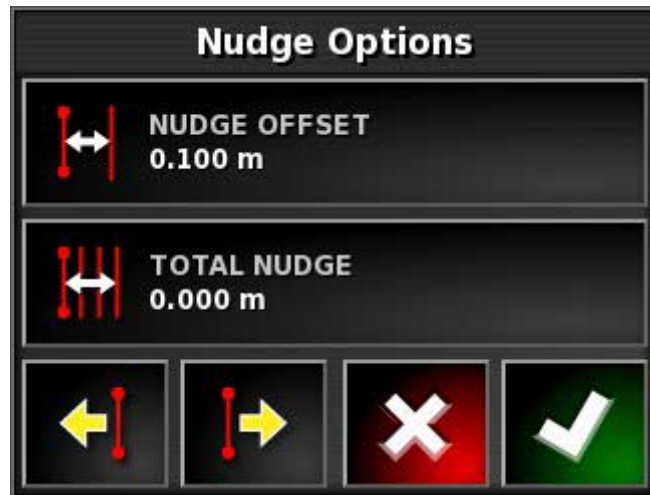 Nudge Options
NUDGE OFFSET
0.100 m
TOTAL NUDGE
0.000 m